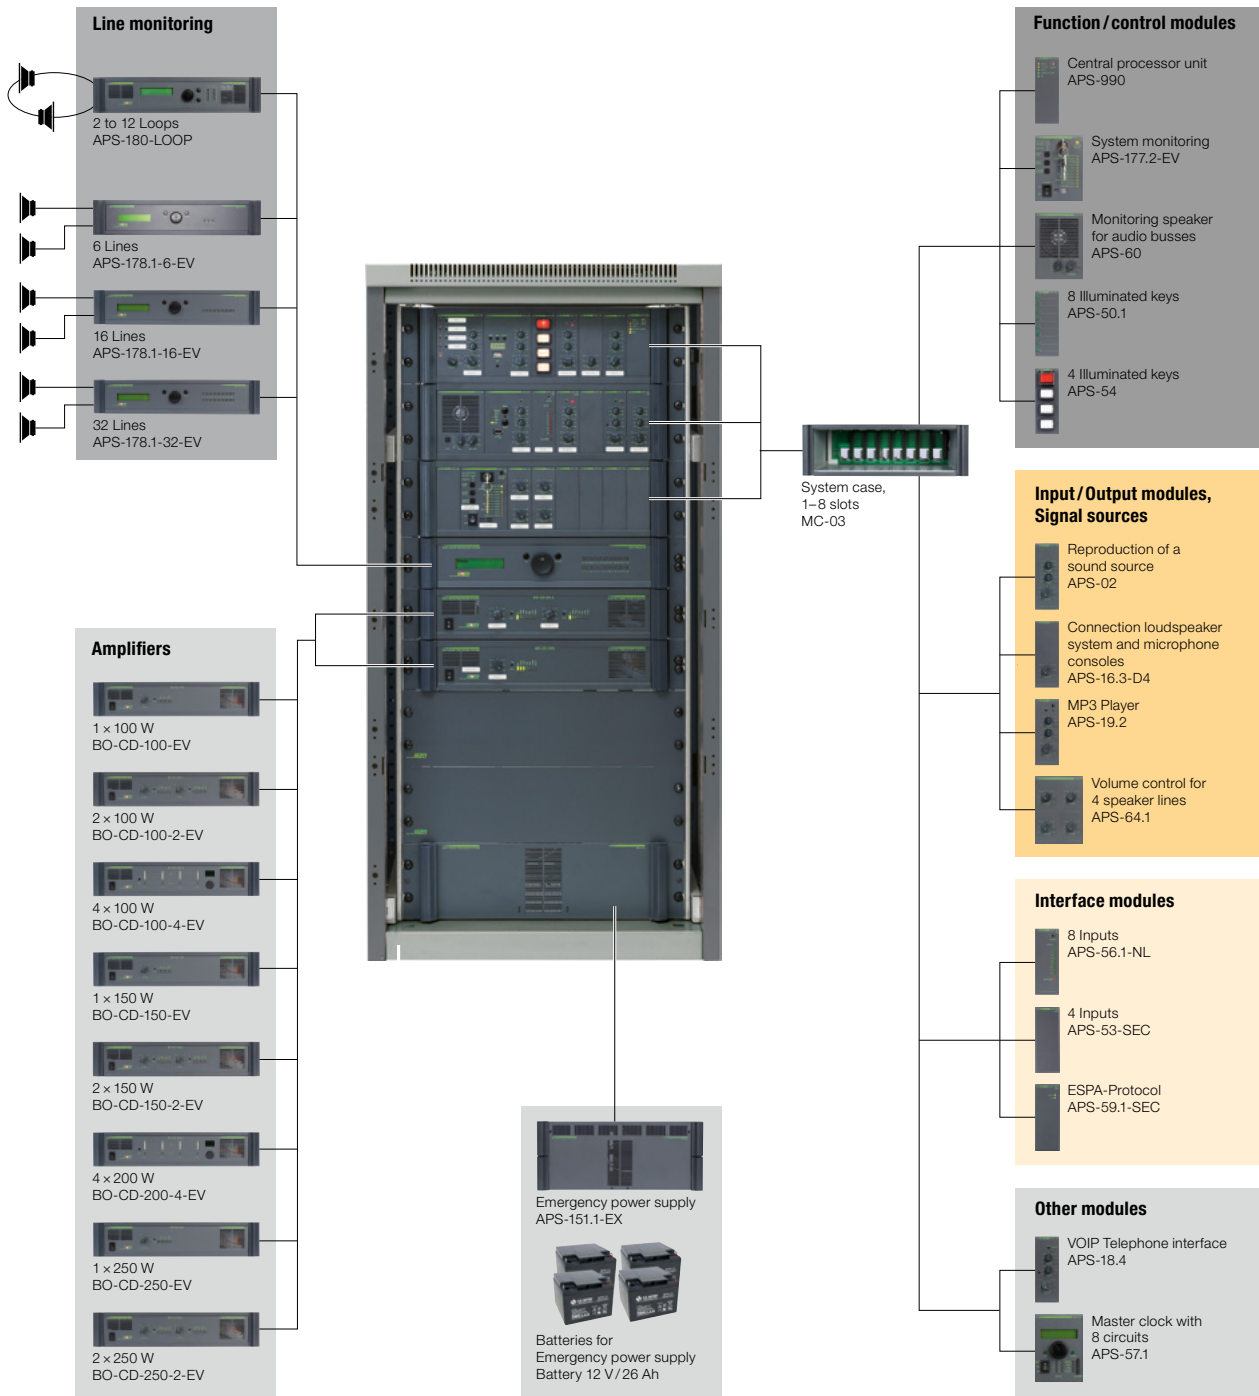 Line monitoring
2 to 12 Loops
APS-180-LOOP
6 Lines
APS-178.1-6-EV
16 Lines
APS-178.1-16-EV
32 Lines
APS-178.1-32-EV
Amplifiers
1 × 100 W
BO-CD-100-EV
2 × 100 W
BO-CD-100-2-EV
4 × 100 W
BO-CD-100-4-EV
1 × 150 W
BO-CD-150-EV
2 × 150 W
BO-CD-150-2-EV
4 × 200 W
BO-CD-200-4-EV
1 × 250 W
BO-CD-250-EV
2 × 250 W
BO-CD-250-2-EV
System case,
1–8 slots
MC-03
Emergency power supply
APS-151.1-EX
Batteries for
Emergency power supply
Battery 12 V / 26 Ah
Function / control modules
Central processor unit
APS-990
System monitoring
APS-177.2-EV
Monitoring speaker
for audio busses
APS-60
8 Illuminated keys
APS-50.1
4 Illuminated keys
APS-54
Input / Output modules,
Signal sources
Reproduction of a
sound source
APS-02
Connection loudspeaker
system and microphone
consoles
APS-16.3-D4
MP3 Player
APS-19.2
Volume control for
4 speaker lines
APS-64.1
Interface modules
8 Inputs
APS-56.1-NL
4 Inputs
APS-53-SEC
ESPA-Protocol
APS-59.1-SEC
Other modules
VOIP Telephone interface
APS-18.4
Master clock with
8 circuits
APS-57.1